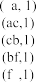 ( a, 1)
(ac,1)
(cb,1)
(bf,1)
(f ,1)